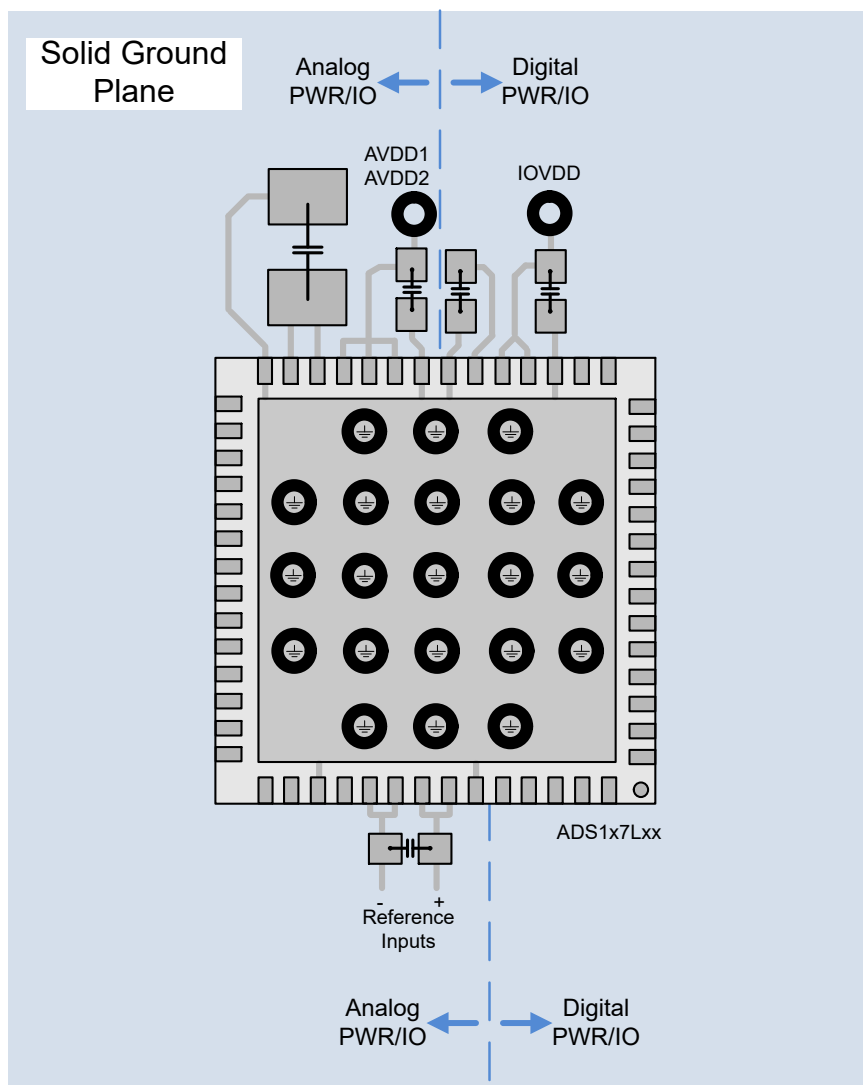 Solid Ground
Plane
Analog
PWR/IO
Digital
PWR/IO
AVDD1
AVDD2
IOVDD
ADS1x7Lxx
- +
Reference
Inputs
Analog
PWR/IO
Digital
PWR/IO